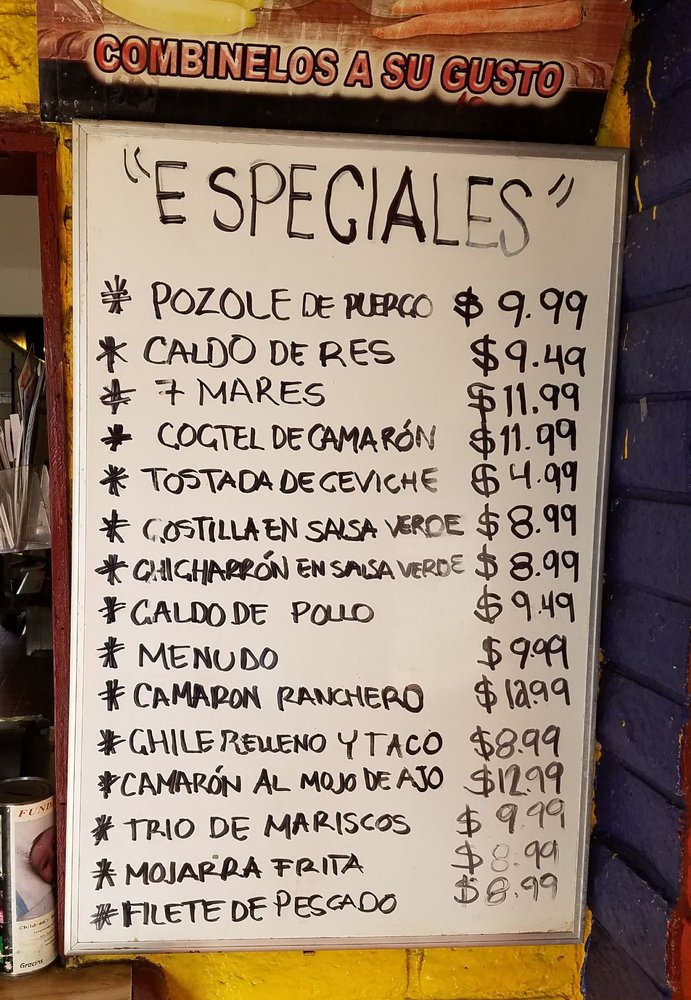 COMBINELOS A SU GUSTO
"ESPECIALES"
* POZOLE DE PUERCO $ 9.99
* CALDO DE RES $9.49
* 7 MARES $11.99
* COCTEL DE CAMARÓN $11.99
* TOSTADA DE CEVICHE $ 4.99
* COSTILLA EN SALSA VERDE $ 8.99
* CHICHARRÓN EN SALSA VERDE $ 8.99
* CALDO DE POLLO $ 9.49
* MENUDO $ 9.99
* CAMARON RANCHERO $12.99
* CHILE RELLENO Y TACO $8.99
* CAMARÓN AL MOJO DE AJO $12.99
* TRIO DE MARISCOS $ 9.99
* MOJARRA FRITA $ 8.99
* FILETE DE PESCADO $ 8.99
FUND
Gracias